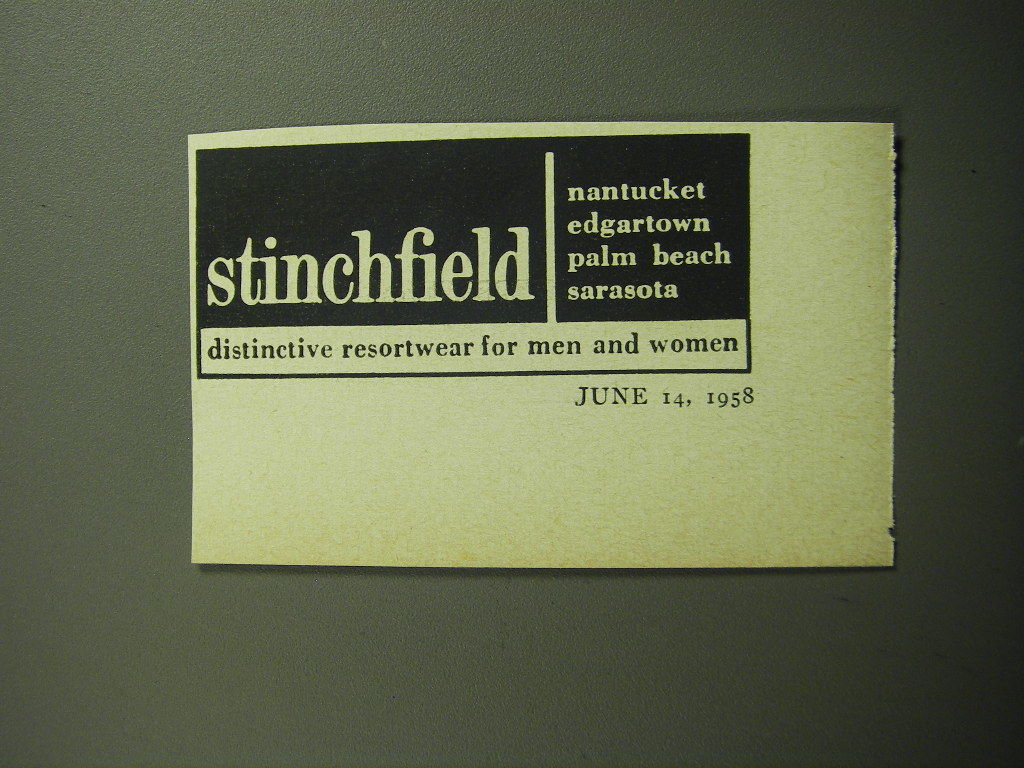 stinchfield
nantucket
edgartown
palm beach
sarasota
distinctive resortwear for men and women
JUNE 14, 1958